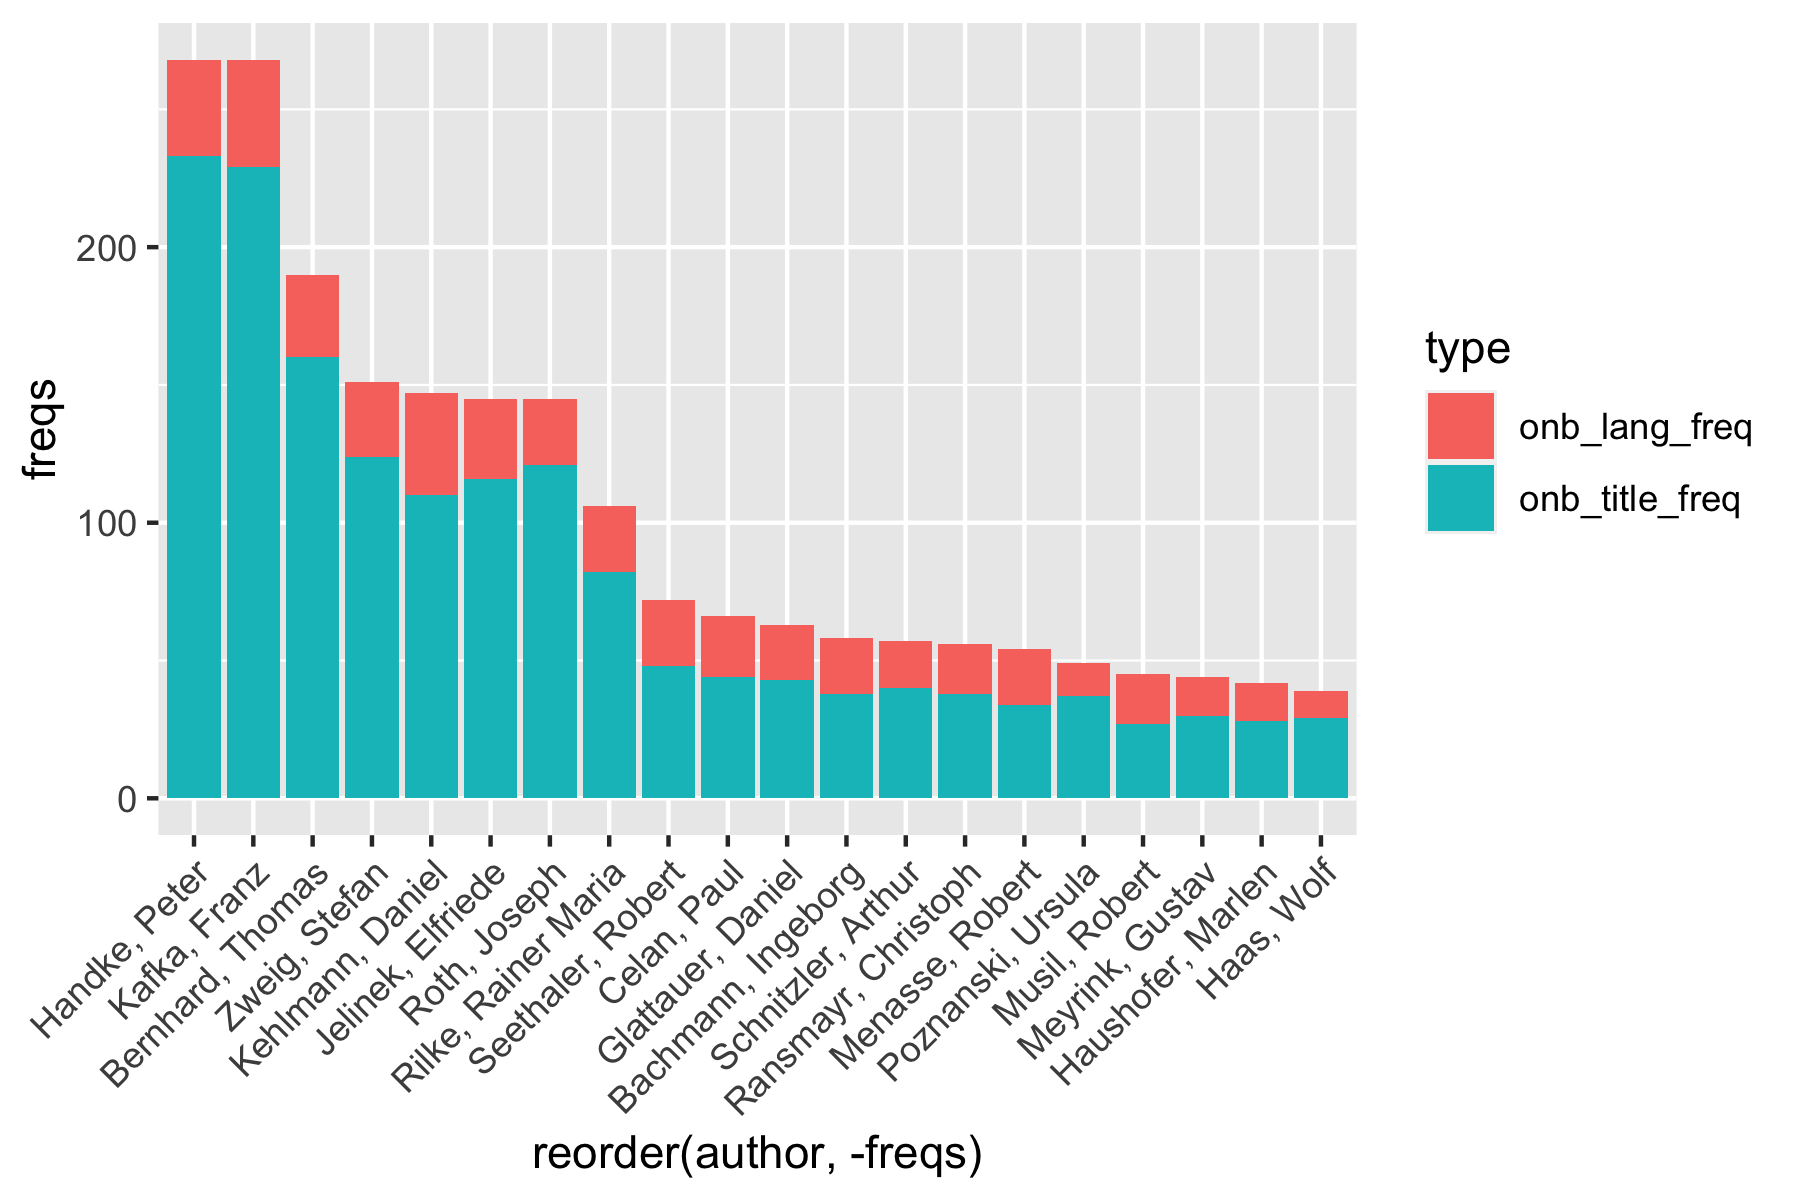 freqs
200
100
0
Handke, Peter
Kafka, Franz
Bernhard, Thomas
Zweig, Stefan
Kehlmann, Daniel
Jelinek, Elfriede
Roth, Joseph
Rilke, Rainer Maria
Seethaler, Robert
Celan, Paul
Glattauer, Daniel
Bachmann, Ingeborg
Schnitzler, Arthur
Ransmayr, Christoph
Menasse, Robert
Poznanski, Ursula
Musil, Robert
Meyrink, Gustav
Haushofer, Marlen
Haas, Wolf
reorder(author, -freqs)
type
onb_lang_freq
onb_title_freq